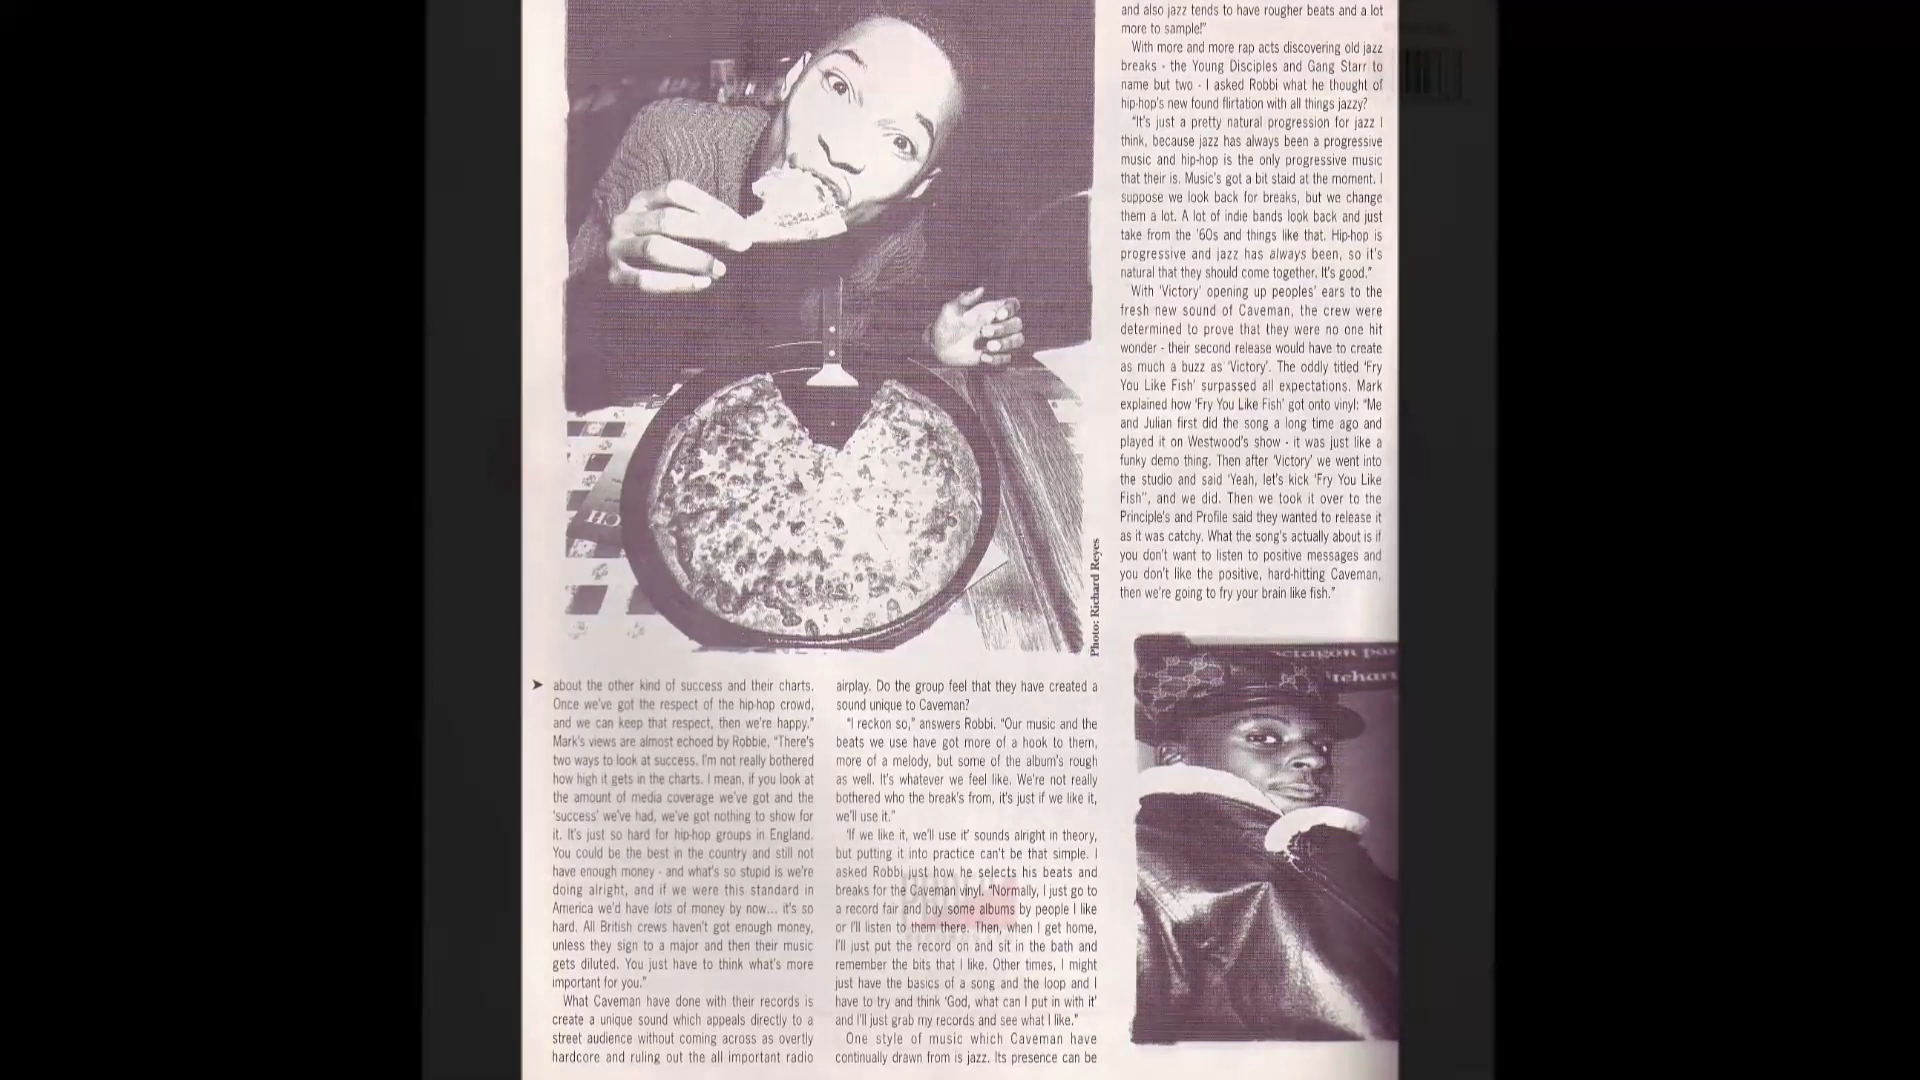 about the other kind of success and their charts.
Once we've got the respect of the hip-hop crowd,
and we can keep that respect, then we're happy."
Mark's views are almost echoed by Robbie, "There's
two ways to look at success. I'm not really bothered
how high it gets in the charts. I mean, if you look at
the amount of media coverage we've got and the
'success' we've had, we've got nothing to show for
it. It's just so hard for hip-hop groups in England.
You could be the best in the country and still not
have enough money - and what's so stupid is we're
doing alright, and if we were this standard in
America we'd have lots of money by now... it's so
hard. All British crews haven't got enough money,
unless they sign to a major and then their music
gets diluted. You just have to think what's more
important for you."
What Caveman have done with their records is
create a unique sound which appeals directly to a
street audience without coming across as overtly
hardcore and ruling out the all important radio
airplay. Do the group feel that they have created a
sound unique to Caveman?
"I reckon so," answers Robbi. "Our music and the
beats we use have got more of a hook to them,
more of a melody, but some of the album's rough
as well. It's whatever we feel like. We're not really
bothered who the break's from, it's just if we like it,
we'll use it."
'If we like it, we'll use it' sounds alright in theory,
but putting it into practice can't be that simple. I
asked Robbi just how he selects his beats and
breaks for the Caveman vinyl. "Normally, I just go to
a record fair and buy some albums by people I like
or I'll listen to them there. Then, when I get home,
I'll just put the record on and sit in the bath and
remember the bits that I like. Other times, I might
just have the basics of a song and the loop and I
have to try and think 'God, what can I put in with it'
and I'll just grab my records and see what I like."
One style of music which Caveman have
continually drawn from is jazz. Its presence can be
and also jazz tends to have rougher beats and a lot
more to sample!"
With more and more rap acts discovering old jazz
breaks - the Young Disciples and Gang Starr to
name but two - I asked Robbi what he thought of
hip-hop's new found flirtation with all things jazzy?
"It's just a pretty natural progression for jazz I
think, because jazz has always been a progressive
music and hip-hop is the only progressive music
that their is. Music's got a bit staid at the moment. I
suppose we look back for breaks, but we change
them a lot. A lot of indie bands look back and just
take from the '60s and things like that. Hip-hop is
progressive and jazz has always been, so it's
natural that they should come together. It's good."
With 'Victory' opening up peoples' ears to the
fresh new sound of Caveman, the crew were
determined to prove that they were no one hit
wonder - their second release would have to create
as much a buzz as 'Victory'. The oddly titled 'Fry
You Like Fish' surpassed all expectations. Mark
explained how 'Fry You Like Fish' got onto vinyl: "Me
and Julian first did the song a long time ago and
played it on Westwood's show - it was just like a
funky demo thing. Then after 'Victory' we went into
the studio and said 'Yeah, let's kick 'Fry You Like
Fish'', and we did. Then we took it over to the
Principle's and Profile said they wanted to release it
as it was catchy. What the song's actually about is if
you don't want to listen to positive messages and
you don't like the positive, hard-hitting Caveman,
then we're going to fry your brain like fish."
Photo: Richard Reyes